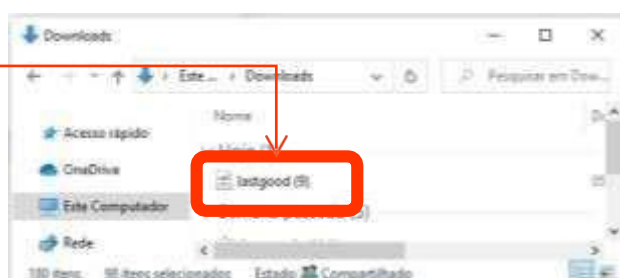 Downloads
Este... › Downloads
Pesquisar em Dow...
Nome
Acesso rápido
OneDrive
lastgood (9)
Este Computador
Rede
180 itens 98 itens selecionados Estado: Compartilhado